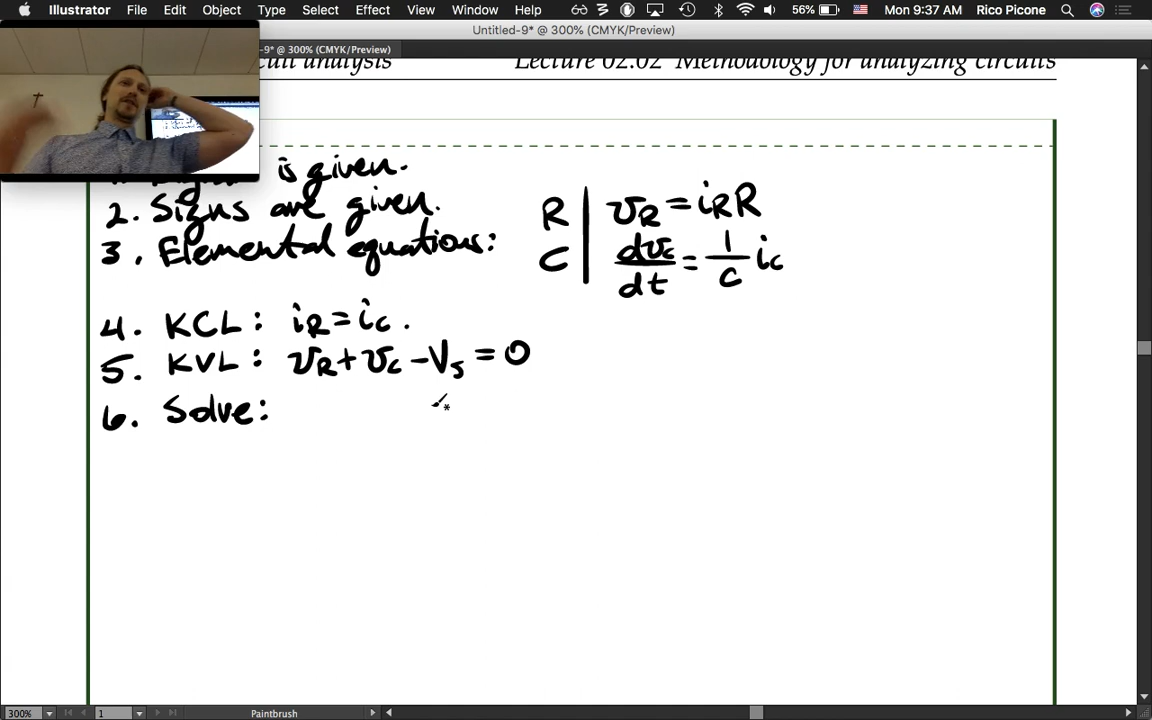 Illustrator File Edit Object Type Select Effect View Window Help 56% Mon 9:37 AM Rico Picone
Untitled-9* @ 300% (CMYK/Preview)
-9* @ 300% (CMYK/Preview)
cuit analysis Lecture 02.02 Methodology for analyzing circuits
is given.
2. Signs are given.
3. Elemental equations:
R | v_R = i_R R
C | dv_C/dt = 1/C i_C
4. KCL: i_R = i_C.
5. KVL: v_R + v_C - V_S = 0
6. Solve:
300% 1 Paintbrush